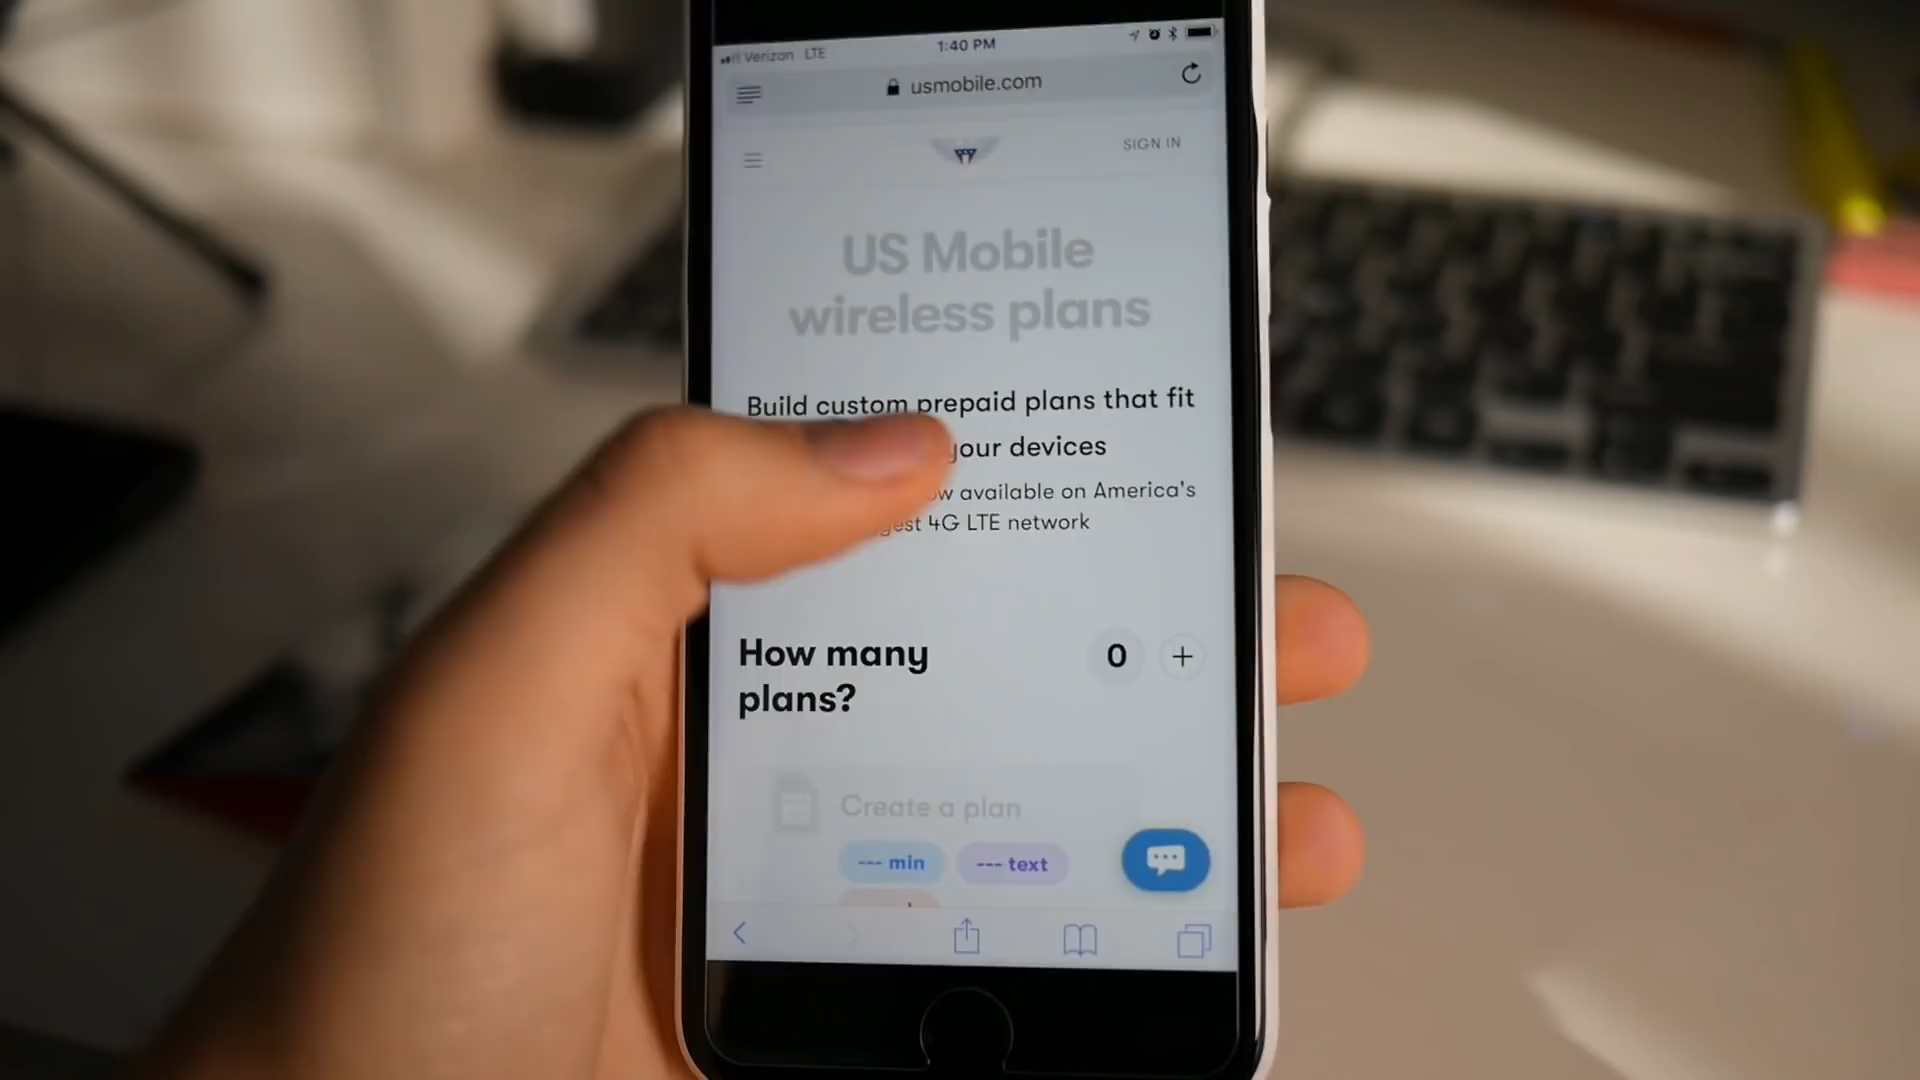 Verizon LTE
1:40 PM
usmobile.com
SIGN IN
US Mobile
wireless plans
Build custom prepaid plans that fit
your devices
available on America's
4G LTE network
How many
plans?
0 +
Create a plan
--- min
--- text